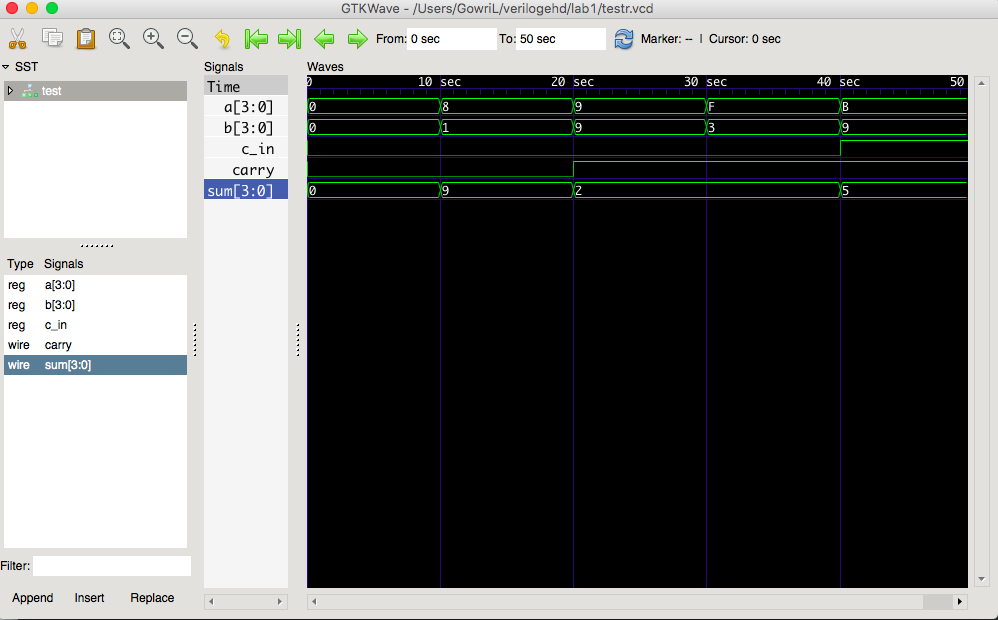 GTKWave - /Users/GowriL/verilogehd/lab1/testr.vcd
From: 0 sec To: 50 sec Marker: -- | Cursor: 0 sec
SST
test
Type Signals
reg a[3:0]
reg b[3:0]
reg c_in
wire carry
wire sum[3:0]
Filter:
Append Insert Replace
Signals
Time
a[3:0]
b[3:0]
c_in
carry
sum[3:0]
Waves
0 10 sec 20 sec 30 sec 40 sec 50
0 8 9 F B
0 1 9 3 9
0 9 2 5